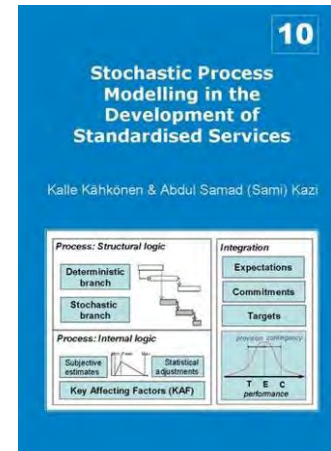 10
Stochastic Process
Modelling in the
Development of
Standardised Services
Kalle Kähkönen & Abdul Samad (Sami) Kazi
Process: Structural logic
Deterministic
branch
Stochastic
branch
Process: Internal logic
Subjective
estimates
Statistical
adjustments
Key Affecting Factors (KAF)
Integration
Expectations
Commitments
Targets
provision contingency
T E C
performance